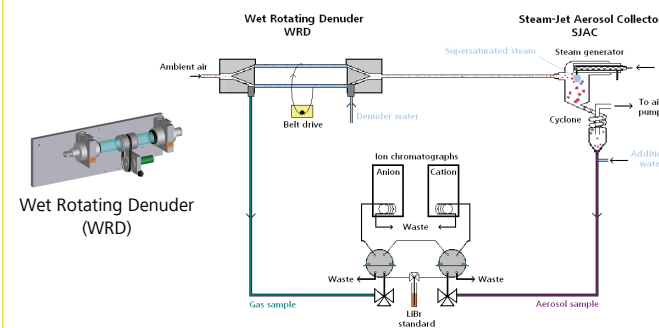 Wet Rotating Denuder
WRD
Steam-Jet Aerosol Collecto
SJAC
Supersaturated steam
Steam generator
Ambient air
Belt drive
Denuder water
Cyclone
To ai
pump
Additio
wate
Wet Rotating Denuder
(WRD)
Ion chromatographs
Anion
Cation
Waste
Waste
Waste
Gas sample
LiBr
standard
Aerosol sample